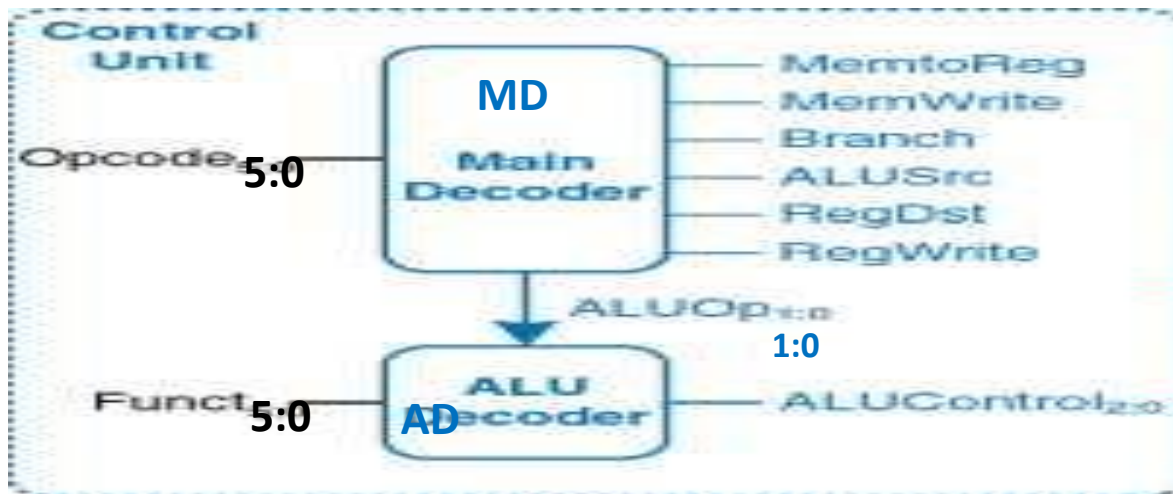 Control
Unit
MD
Main
Decoder
Opcode 5:0
MemtoReg
MemWrite
Branch
ALUSrc
RegDst
RegWrite
ALUOp1:0
1:0
Funct 5:0
ALU
Decoder
AD
ALUControl2:0